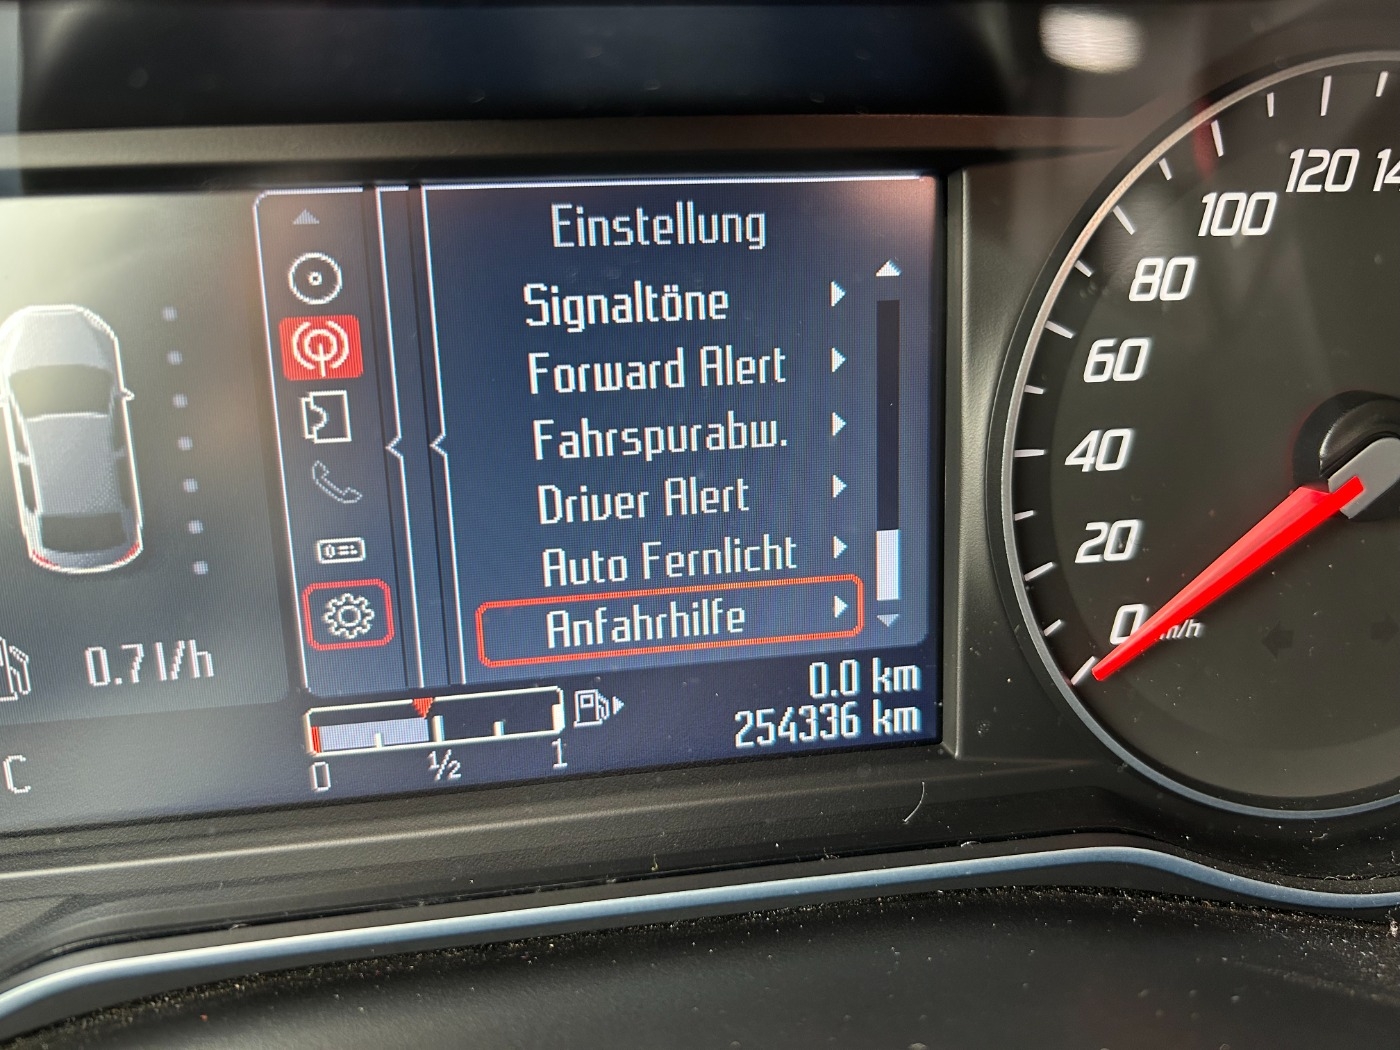 Einstellung
Signaltöne
Forward Alert
Fahrspurabw.
Driver Alert
Auto Fernlicht
Anfahrhilfe
0.7 l/h
0.0 km
254336 km
0 ½ 1
C
120
100
80
60
40
20
0